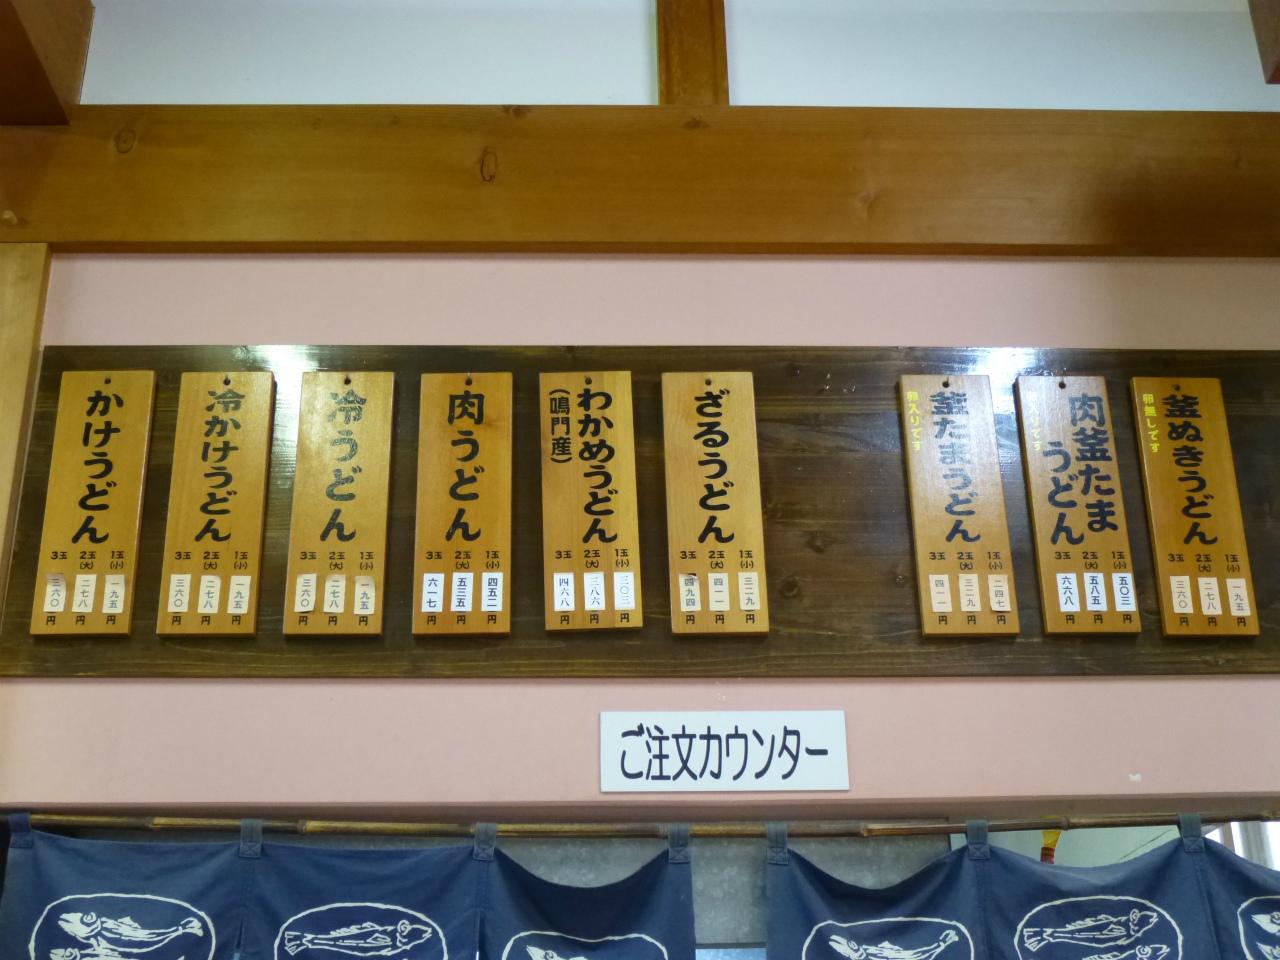 かけうどん
3玉 2玉(大) 1玉(小)
三六〇円 二七八円 一九五円
冷かけうどん
3玉 2玉(大) 1玉(小)
三六〇円 二七八円 一九五円
冷うどん
3玉 2玉(大) 1玉(小)
三六〇円 二七八円 一九五円
肉うどん
3玉 2玉(大) 1玉(小)
六一七円 五三五円 四五二円
わかめうどん
(鳴門産)
3玉 2玉(大) 1玉(小)
四六八円 三八六円 三〇三円
ざるうどん
3玉 2玉(大) 1玉(小)
四九四円 四一一円 三二九円
釜たまうどん
卵入りです
3玉 2玉(大) 1玉(小)
四一一円 三二九円 二四七円
肉釜たま
うどん
卵入りです
3玉 2玉(大) 1玉(小)
六六八円 五八五円 五〇三円
釜ぬきうどん
卵無しです
3玉 2玉(大) 1玉(小)
三六〇円 二七八円 一九五円
ご注文カウンター